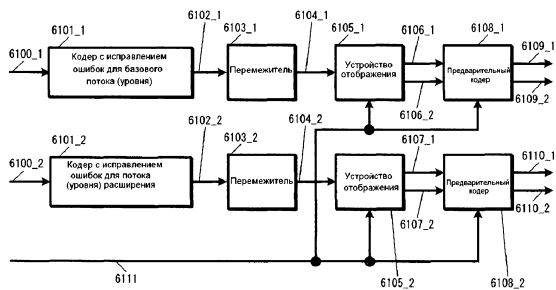 6100_1
6101_1
Кодер с исправлением
ошибок для базового
потока (уровня)
6102_1
6103_1
Перемежитель
6104_1
6105_1
Устройство
отображения
6106_1
6106_2
6108_1
Предварительный
кодер
6109_1
6109_2
6100_2
6101_2
Кодер с исправлением
ошибок для потока
(уровня) расширения
6102_2
6103_2
Перемежитель
6104_2
Устройство
отображения
6105_2
6107_1
6107_2
Предварительный
кодер
6108_2
6110_1
6110_2
6111